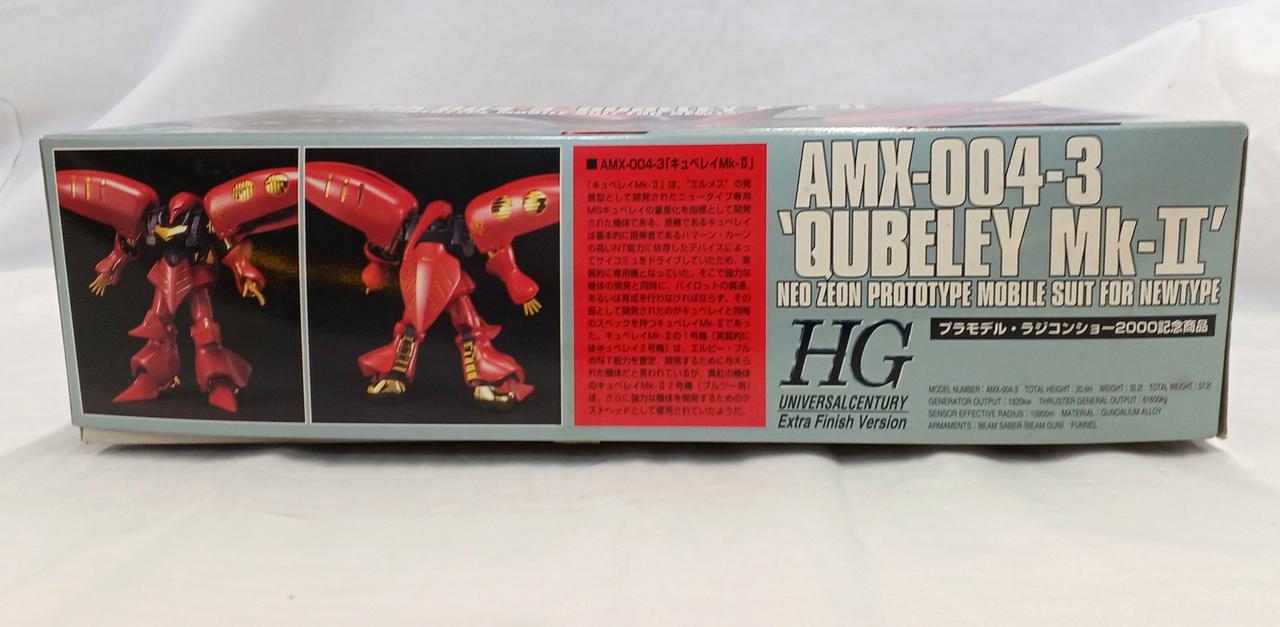 ■ AMX-004-3「キュベレイMk-Ⅱ」
「キュベレイMk-Ⅱ」は、“エルメス”の発
展型として開発されたニュータイプ専用
MSキュベレイの量産化を指標として開発
された機体である。原機であるキュベレイ
は基本的に搭乗者であるハマーン・カーン
の高いNT能力に依存したデバイスによっ
てサイコミュをドライブしていたため、実
質的に専用機となっていた。そこで強力な
機体の開発と同時に、パイロットの調達、
あるいは育成を行わなければならず、その
器として開発されたのがキュベレイと同等
のスペックを持つキュベレイMk-Ⅱであっ
た。キュベレイMk-Ⅱの1号機（実質的に
はキュベレイ2号機）は、エルピー・プル
のNT能力を査定、開発するために与えら
れた機体だと言われているが、真紅の機体
のキュベレイMk-Ⅱ2号機（プルツー用）
は、さらに強力な機体を開発するためのテ
ストヘッドとして使用されていたようだ。
AMX-004-3
'QUBELEY Mk-II'
NEO ZEON PROTOTYPE MOBILE SUIT FOR NEWTYPE
HG
UNIVERSALCENTURY
Extra Finish Version
プラモデル・ラジコンショー2000記念商品
MODEL NUMBER : AMX-004-3 TOTAL HEIGHT : 20.6m WEIGHT : 35.2t TOTAL WEIGHT : 57.2t
GENERATOR OUTPUT : 1820kw THRUSTER GENERAL OUTPUT : 61600kg
SENSOR EFFECTIVE RADIUS : 10900m MATERIAL : GUNDALIUM ALLOY
ARMAMENTS : BEAM SABER (BEAM GUN) FUNNEL